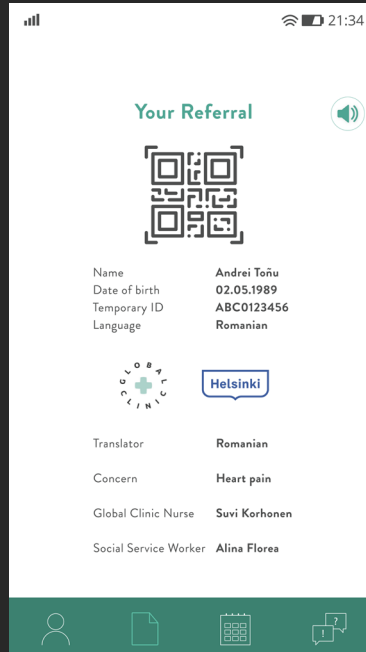 21:34
Your Referral
Name Andrei Toñu
Date of birth 02.05.1989
Temporary ID ABC0123456
Language Romanian
GLOBAL CLINIC
Helsinki
Translator Romanian
Concern Heart pain
Global Clinic Nurse Suvi Korhonen
Social Service Worker Alina Florea
! ?